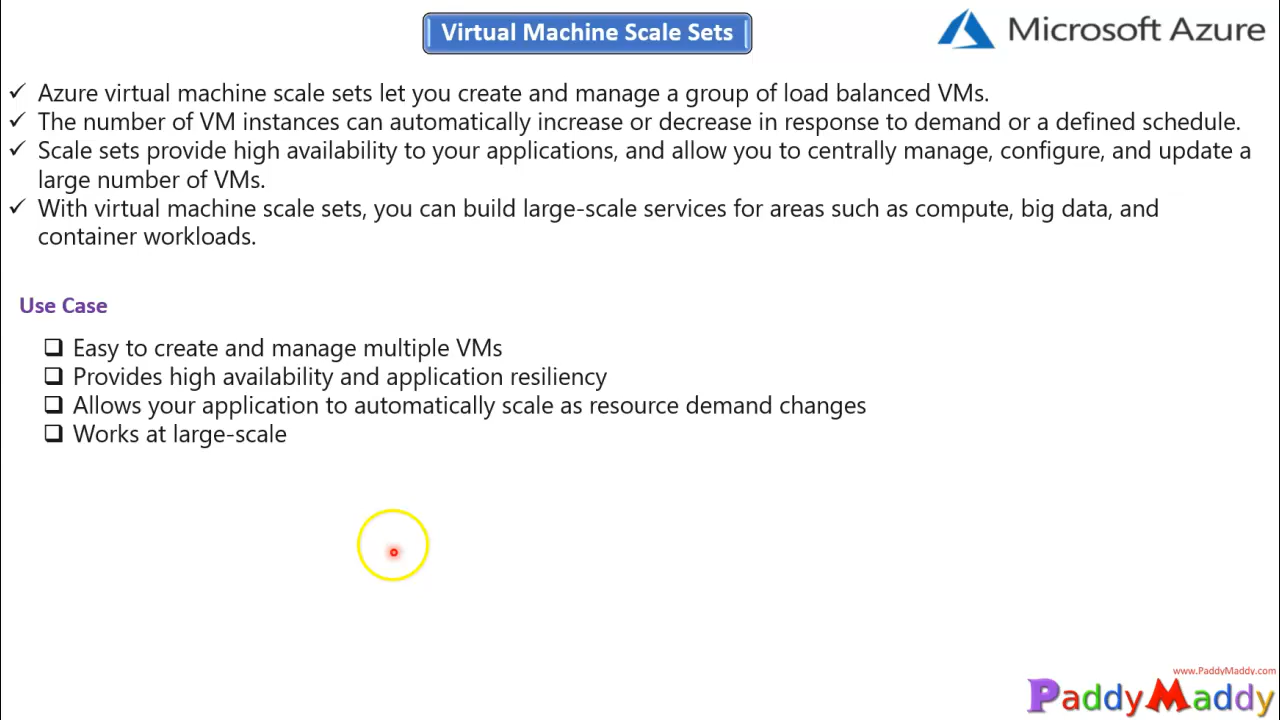 Virtual Machine Scale Sets
Microsoft Azure
Azure virtual machine scale sets let you create and manage a group of load balanced VMs.
The number of VM instances can automatically increase or decrease in response to demand or a defined schedule.
Scale sets provide high availability to your applications, and allow you to centrally manage, configure, and update a
large number of VMs.
With virtual machine scale sets, you can build large-scale services for areas such as compute, big data, and
container workloads.
Use Case
Easy to create and manage multiple VMs
Provides high availability and application resiliency
Allows your application to automatically scale as resource demand changes
Works at large-scale
www.PaddyMaddy.com
PaddyMaddy